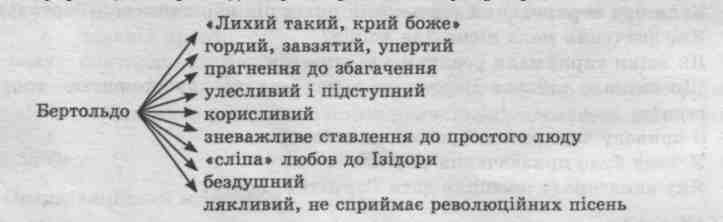 «Лихий такий, крий боже»
гордий, завзятий, упертий
прагнення до збагачення
улесливий і підступний
Бертольдо
корисливий
зневажливе ставлення до простого люду
«сліпа» любов до Ізідори
бездушний
лякливий, не сприймає революційних пісень